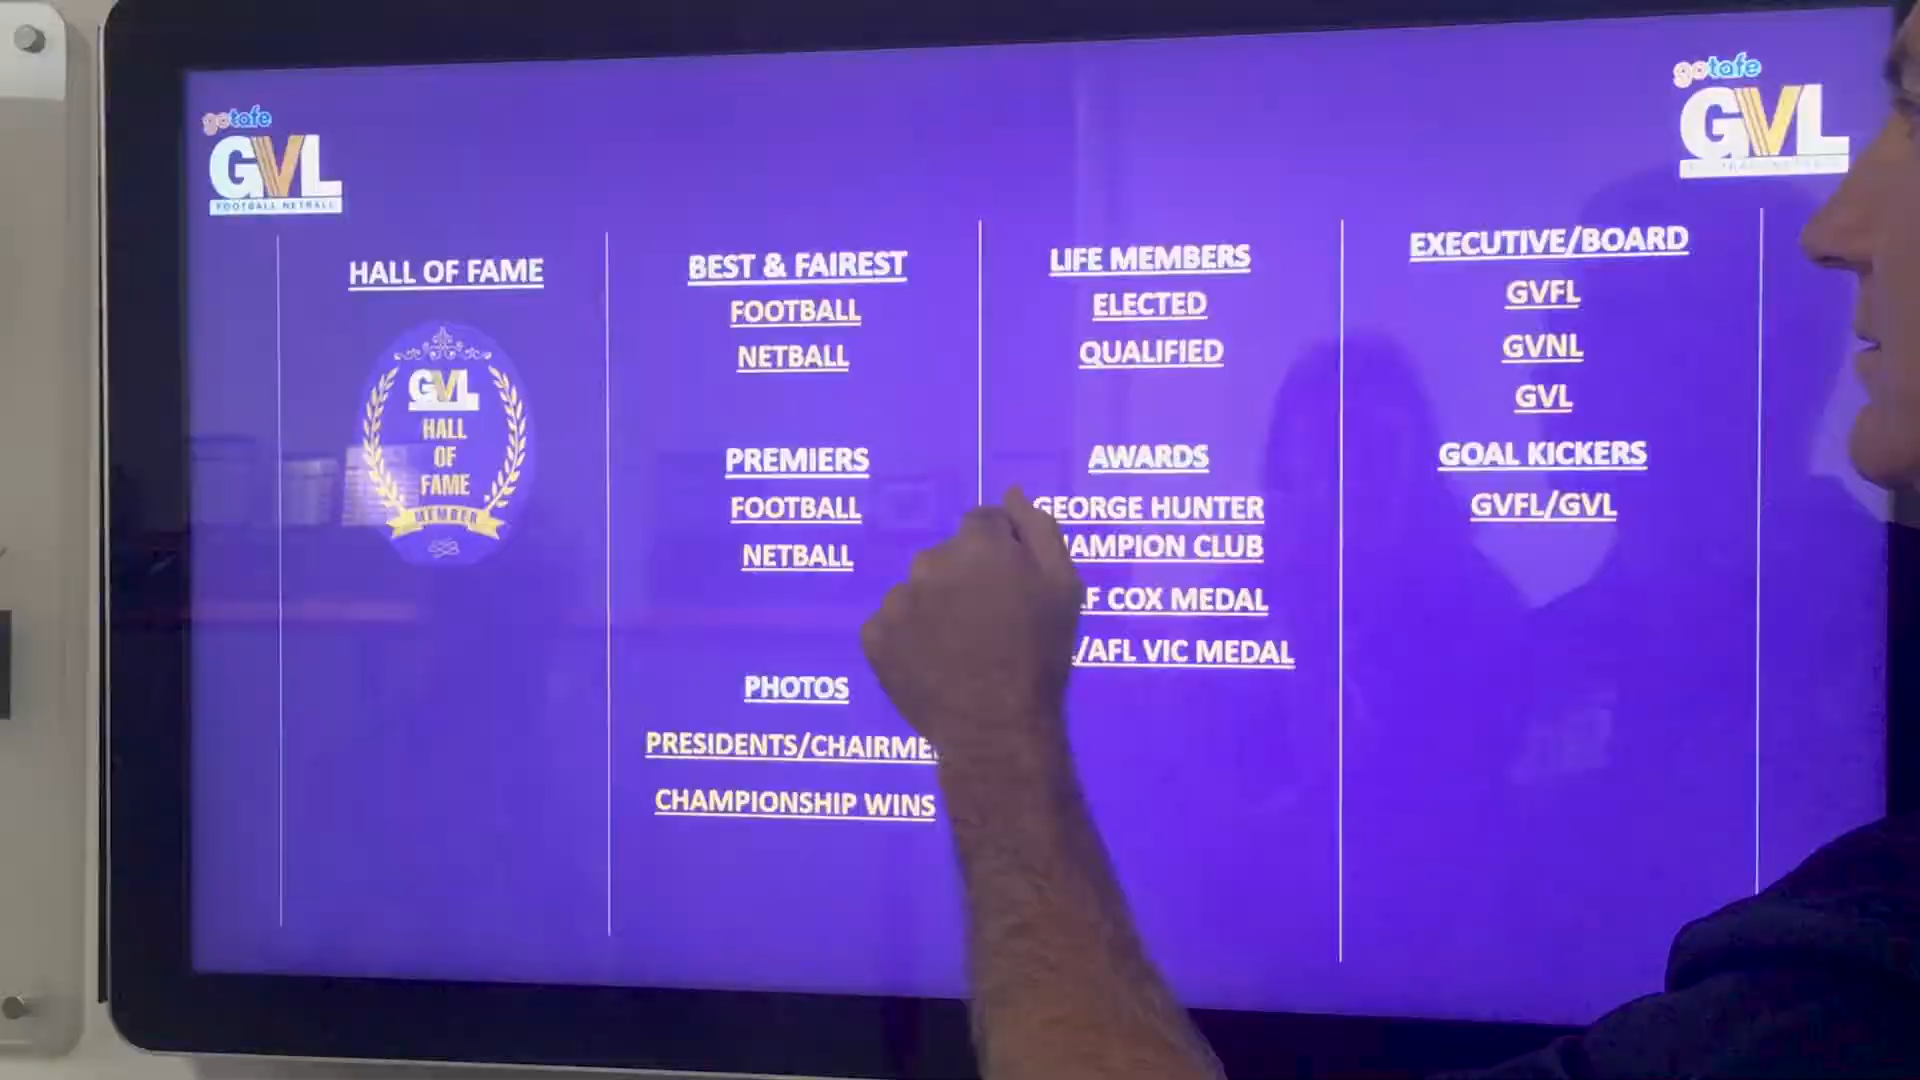 gotafe
GVL
FOOTBALL NETBALL
gotafe
GVL
HALL OF FAME
GVL
HALL
OF
FAME
MEMBER
BEST & FAIREST
FOOTBALL
NETBALL
PREMIERS
FOOTBALL
NETBALL
PHOTOS
PRESIDENTS/CHAIRME
CHAMPIONSHIP WINS
LIFE MEMBERS
ELECTED
QUALIFIED
AWARDS
GEORGE HUNTER
AMPION CLUB
F COX MEDAL
/AFL VIC MEDAL
EXECUTIVE/BOARD
GVFL
GVNL
GVL
GOAL KICKERS
GVFL/GVL